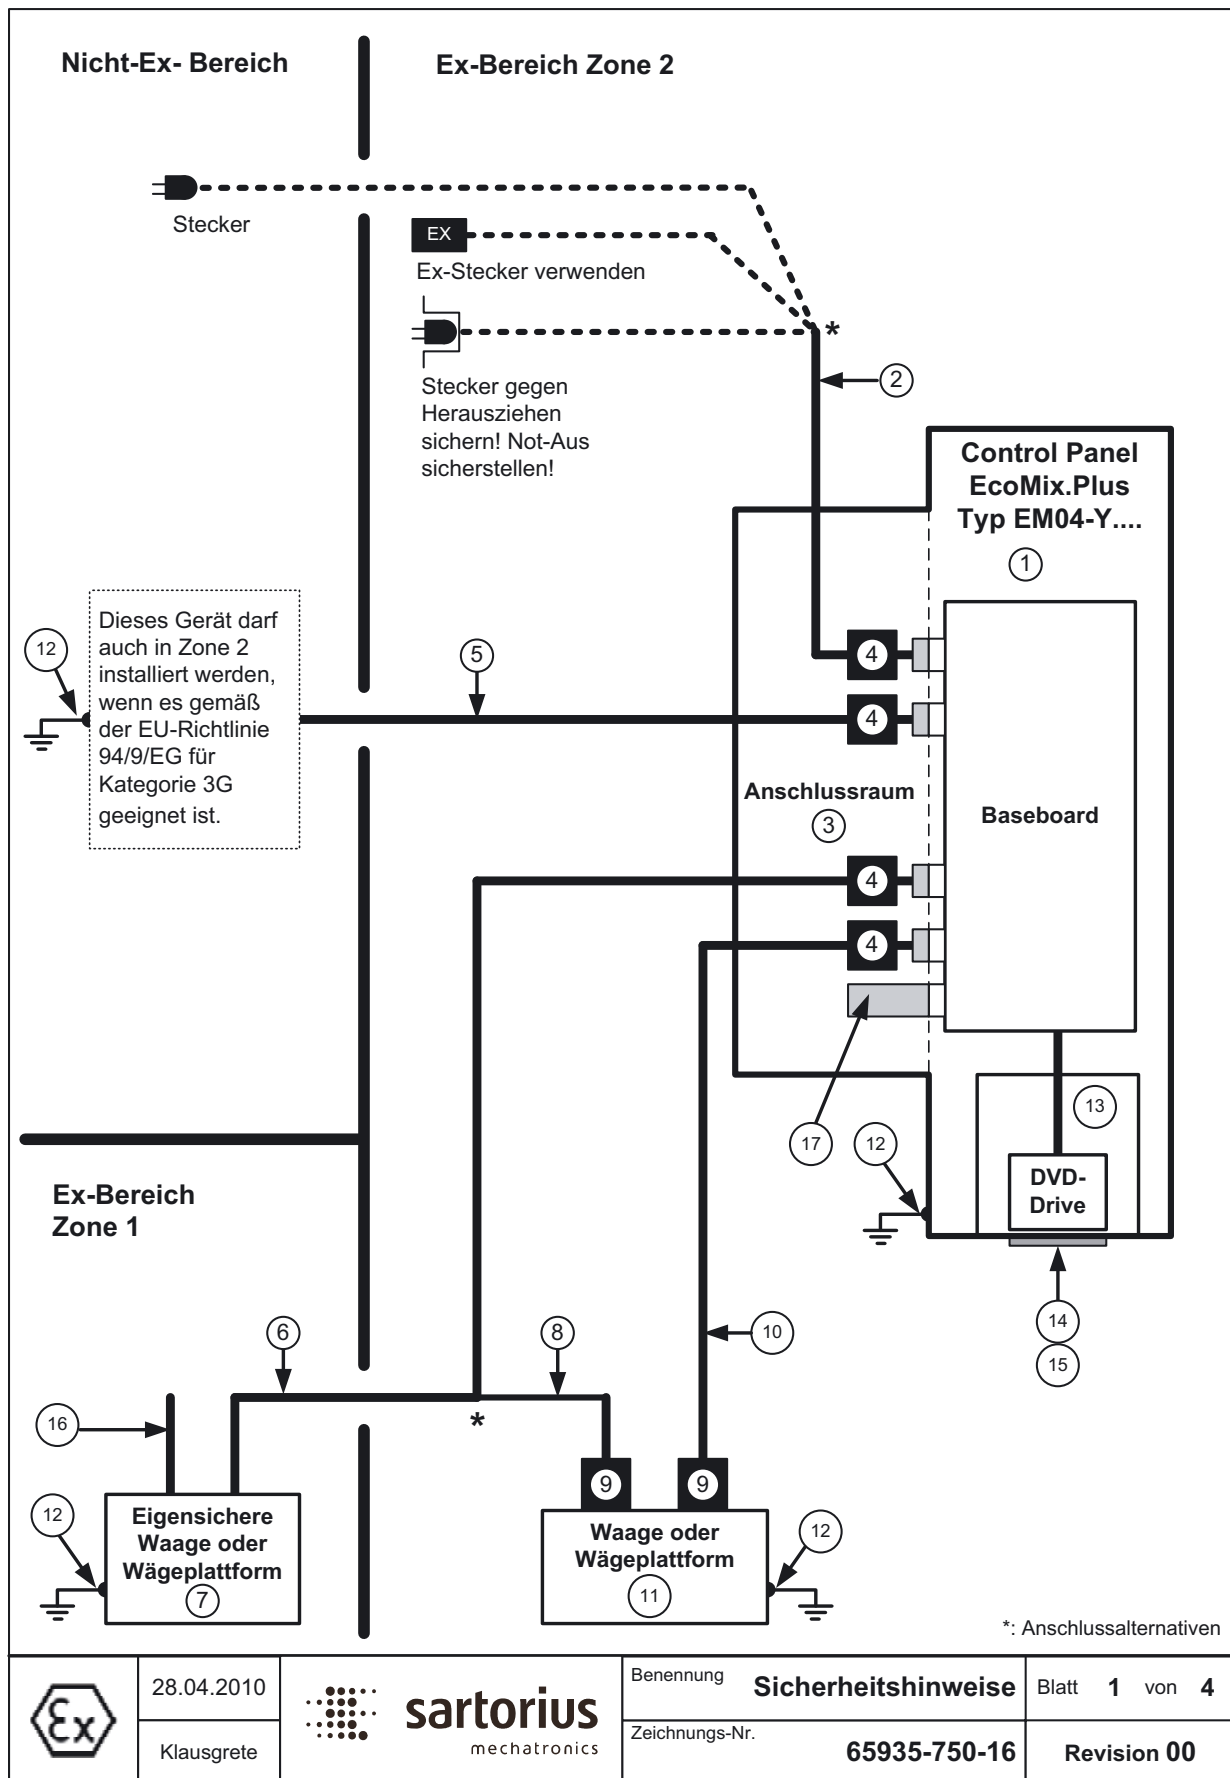 Nicht-Ex- Bereich
Ex-Bereich Zone 2
Stecker
EX
Ex-Stecker verwenden
*
Stecker gegen
Herausziehen
sichern! Not-Aus
sicherstellen!
2
Control Panel
EcoMix.Plus
Typ EM04-Y....
1
12
Dieses Gerät darf
auch in Zone 2
installiert werden,
wenn es gemäß
der EU-Richtlinie
94/9/EG für
Kategorie 3G
geeignet ist.
5
4
4
Anschlussraum
3
Baseboard
4
4
17
12
13
DVD-
Drive
14
15
Ex-Bereich
Zone 1
6
8
10
16
*
9
9
12
Eigensichere
Waage oder
Wägeplattform
7
Waage oder
Wägeplattform
11
12
*: Anschlussalternativen
Ex
28.04.2010
Klausgrete
sartorius
mechatronics
Benennung Sicherheitshinweise
Blatt 1 von 4
Zeichnungs-Nr.
65935-750-16
Revision 00